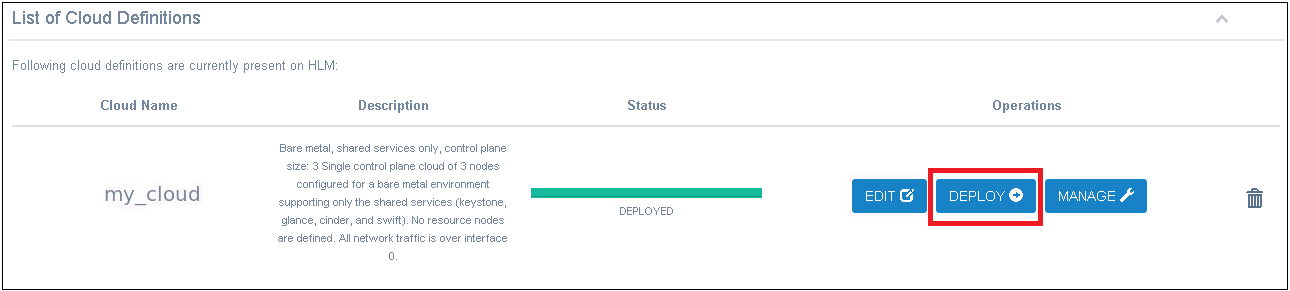 List of Cloud Definitions
Following cloud definitions are currently present on HLM:
Cloud Name Description Status Operations
Bare metal, shared services only, control plane
size: 3 Single control plane cloud of 3 nodes
configured for a bare metal environment
supporting only the shared services (keystone,
glance, cinder, and swift). No resource nodes
are defined. All network traffic is over interface
0.
my_cloud
DEPLOYED
EDIT DEPLOY MANAGE